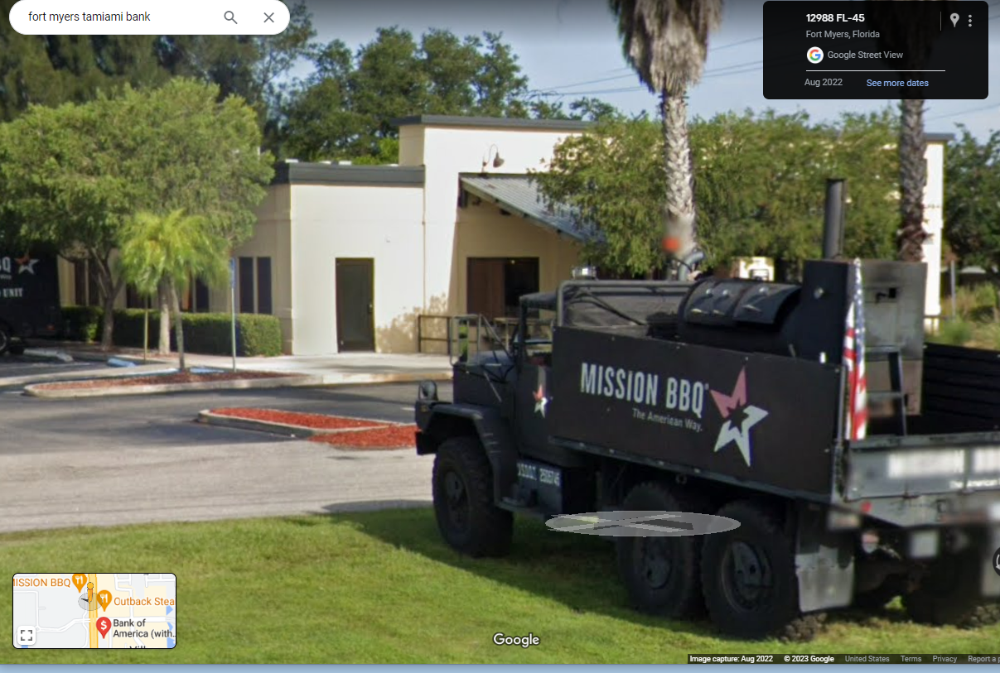 fort myers tamiami bank
12988 FL-45
Fort Myers, Florida
Google Street View
Aug 2022
See more dates
BQ
UNIT
MISSION BBQ
The American Way.
MISSION BBQ
Outback Stea
Bank of
America (with.
Google
Image capture: Aug 2022 © 2023 Google United States Terms Privacy Report a p